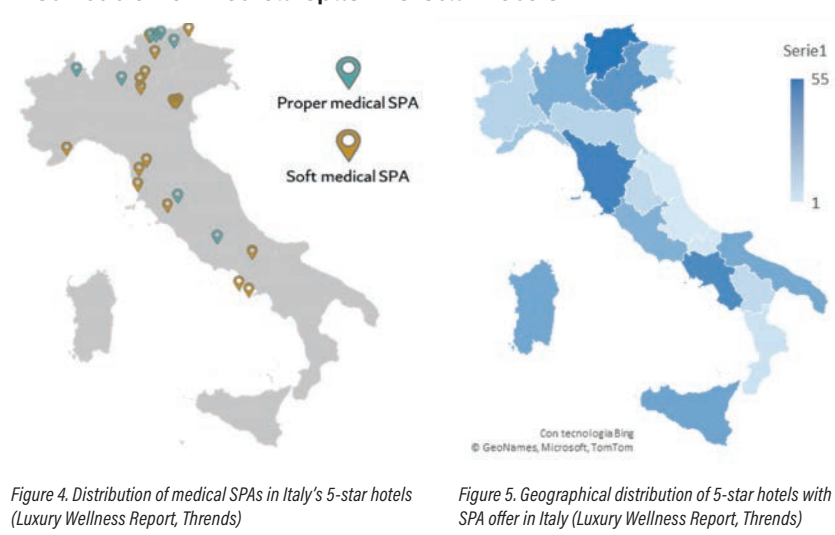 Proper medical SPA
Soft medical SPA
Serie1
55
1
Con tecnologia Bing
© GeoNames, Microsoft, TomTom
Figure 4. Distribution of medical SPAs in Italy's 5-star hotels
(Luxury Wellness Report, Thrends)
Figure 5. Geographical distribution of 5-star hotels with
SPA offer in Italy (Luxury Wellness Report, Thrends)